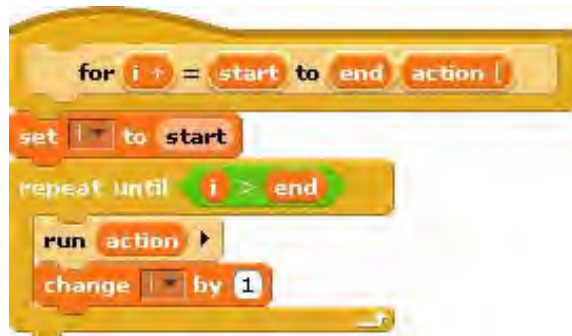 for i = start to end action
set i to start
repeat until i > end
run action
change i by 1